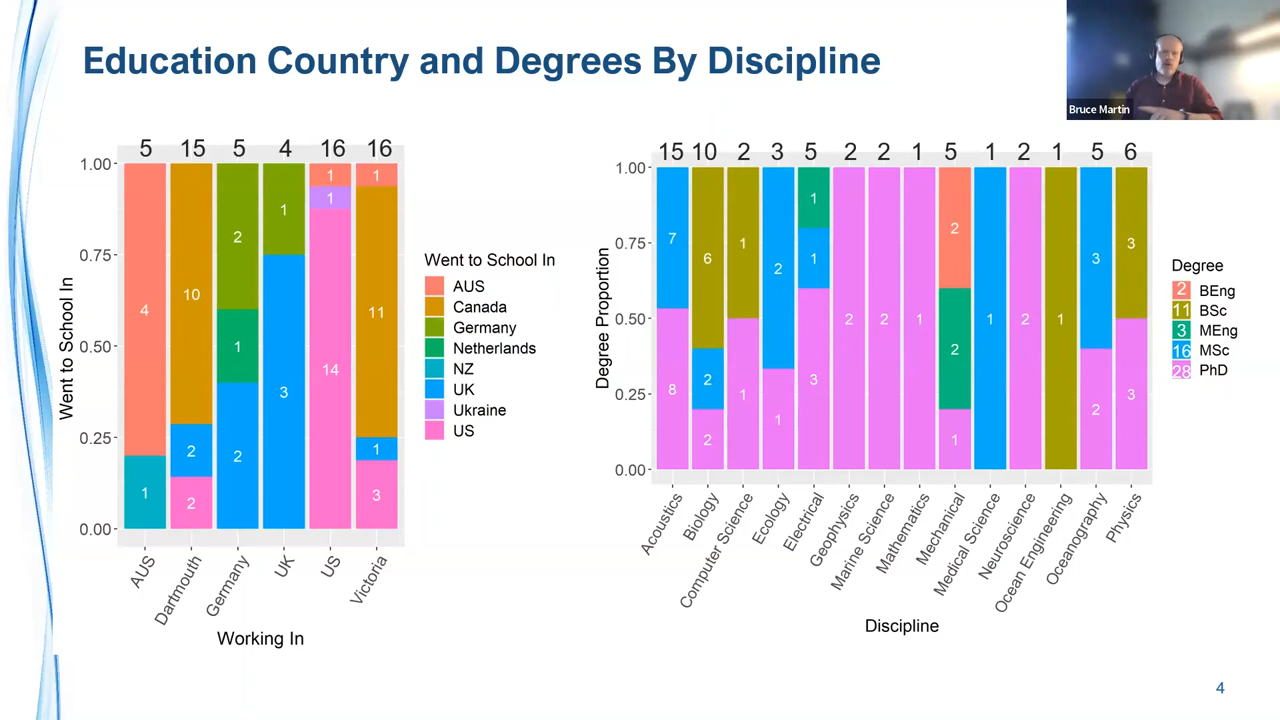 Education Country and Degrees By Discipline
Bruce Martin
5 15 5 4 16 16
1.00
0.75
0.50
0.25
0.00
Went to School In
4
1
10
2
2
2
1
2
1
3
1
1
14
1
11
1
3
AUS
Dartmouth
Germany
UK
US
Victoria
Working In
Went to School In
AUS
Canada
Germany
Netherlands
NZ
UK
Ukraine
US
15 10 2 3 5 2 2 1 5 1 2 1 5 6
1.00
0.75
0.50
0.25
0.00
Degree Proportion
7
8
6
2
2
1
1
2
1
1
1
3
2
2
1
2
2
1
1
2
1
3
2
3
3
Acoustics
Biology
Computer Science
Ecology
Electrical
Geophysics
Marine Science
Mathematics
Mechanical
Medical Science
Neuroscience
Ocean Engineering
Oceanography
Physics
Discipline
Degree
2 BEng
11 BSc
3 MEng
16 MSc
28 PhD
4